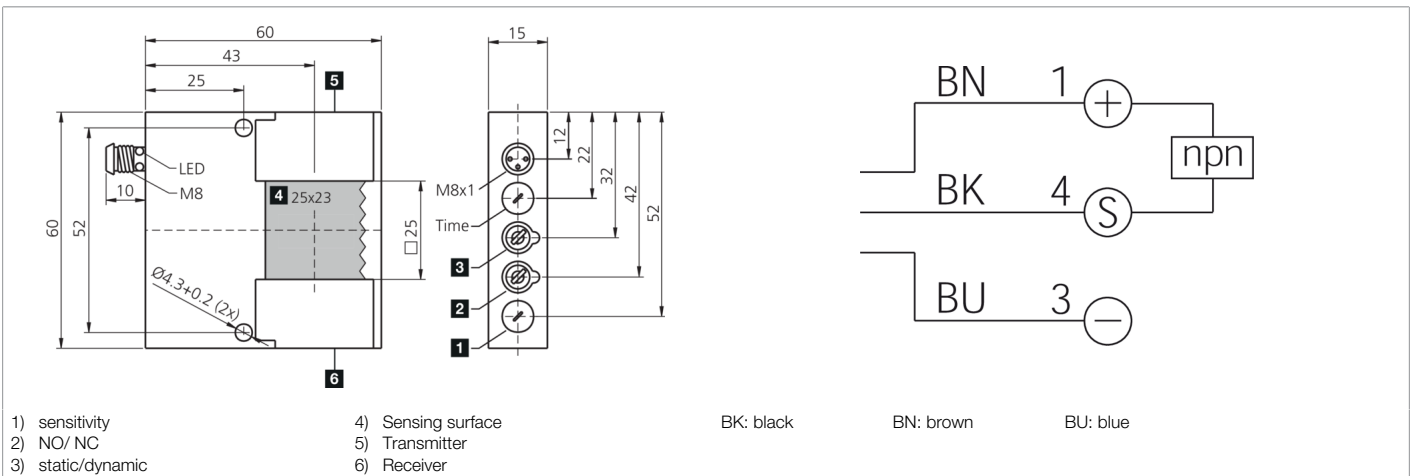 60
43
25
5
LED
M8
10
4 25x23
60
52
□25
Ø4.3+0.2 (2x)
6
15
12
22
32
42
52
M8x1
Time
3
2
1
BN 1 +
npn
BK 4 S
BU 3 −
1) sensitivity
2) NO/ NC
3) static/dynamic
4) Sensing surface
5) Transmitter
6) Receiver
BK: black BN: brown BU: blue